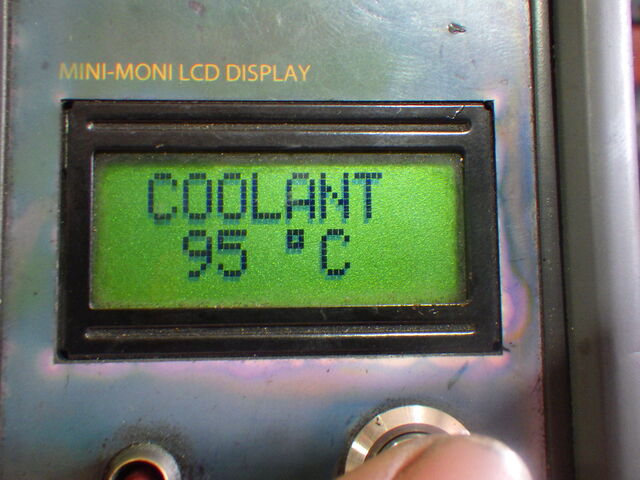 MINI-MONI LCD DISPLAY
COOLANT
95 °C